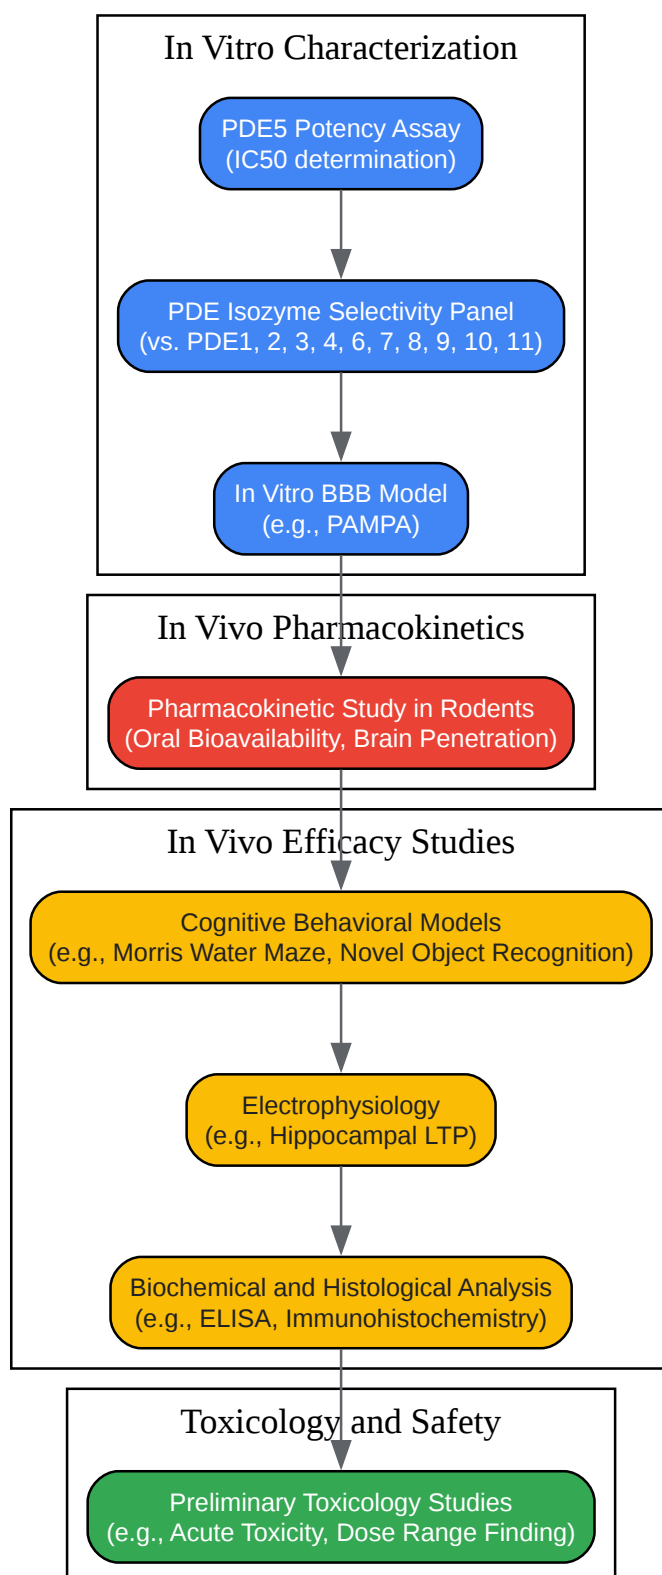 In Vitro Characterization
PDE5 Potency Assay
(IC50 determination)
PDE Isozyme Selectivity Panel
(vs. PDE1, 2, 3, 4, 6, 7, 8, 9, 10, 11)
In Vitro BBB Model
(e.g., PAMPA)
In Vivo Pharmacokinetics
Pharmacokinetic Study in Rodents
(Oral Bioavailability, Brain Penetration)
In Vivo Efficacy Studies
Cognitive Behavioral Models
(e.g., Morris Water Maze, Novel Object Recognition)
Electrophysiology
(e.g., Hippocampal LTP)
Biochemical and Histological Analysis
(e.g., ELISA, Immunohistochemistry)
Toxicology and Safety
Preliminary Toxicology Studies
(e.g., Acute Toxicity, Dose Range Finding)